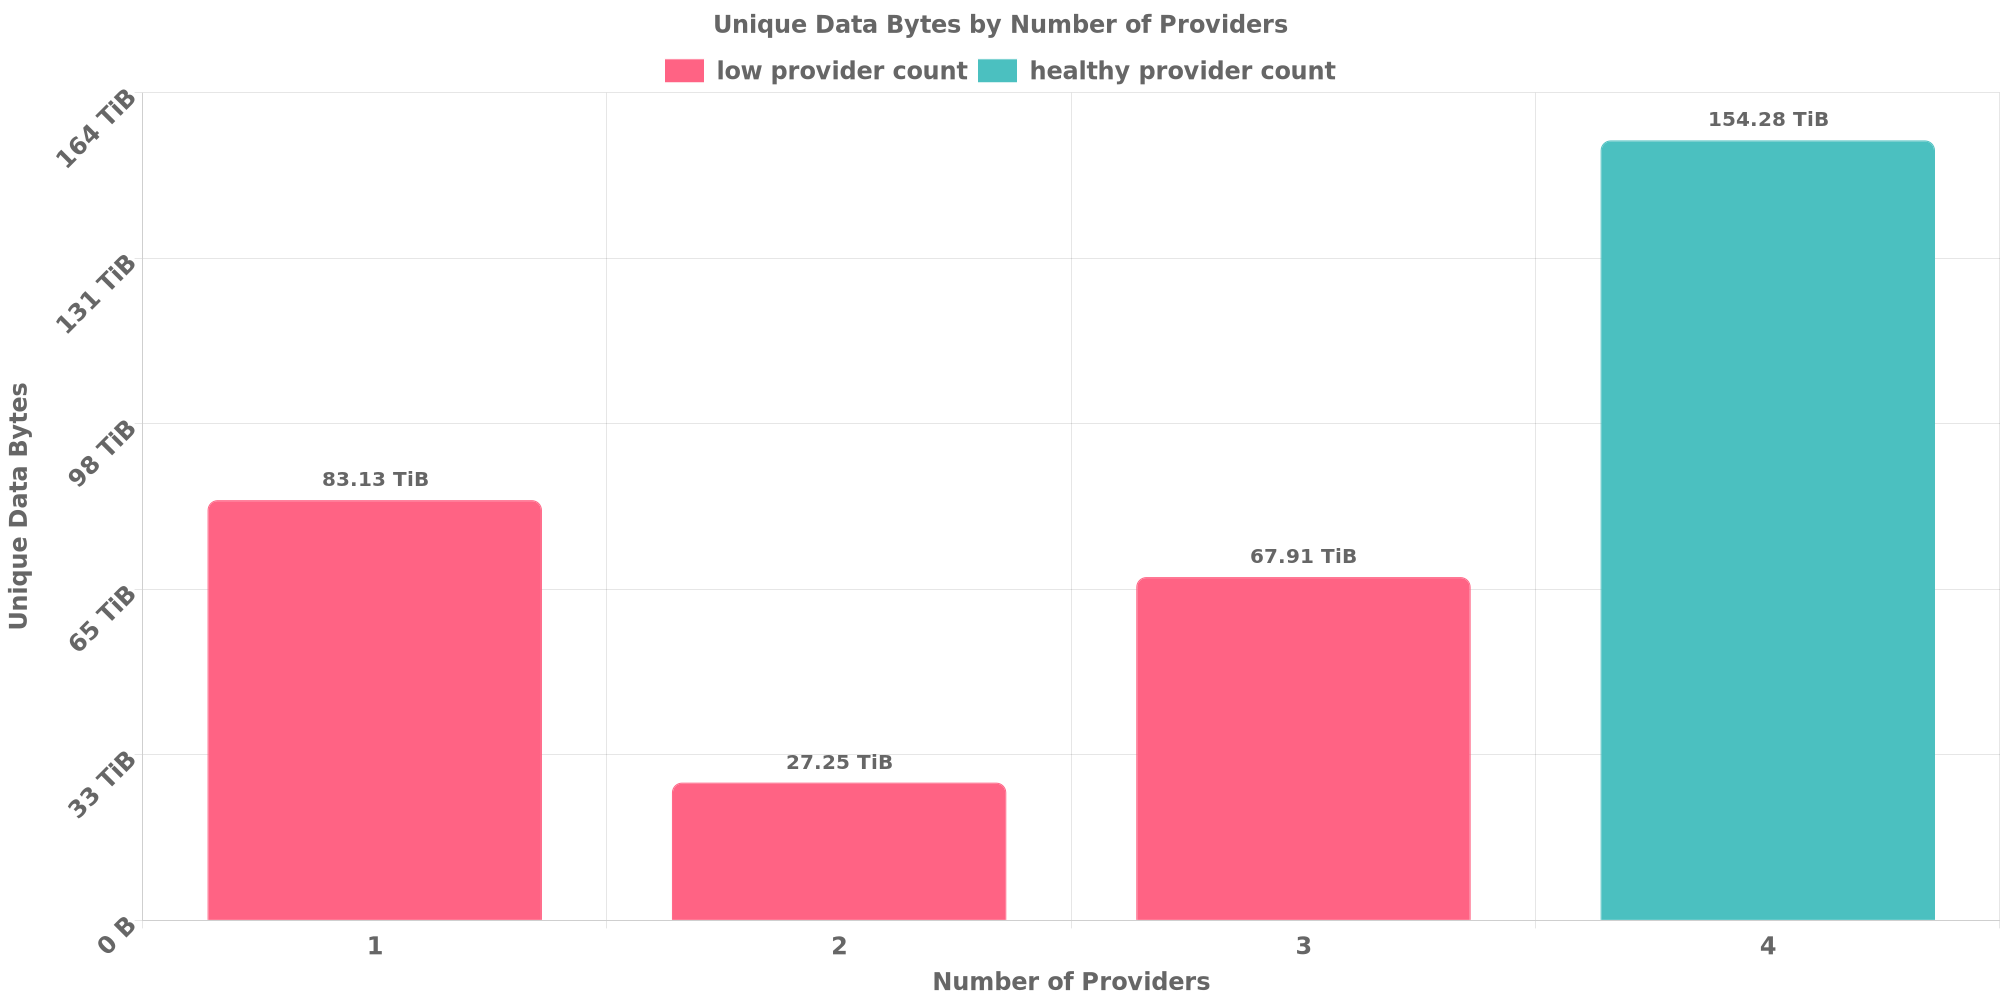 Unique Data Bytes by Number of Providers
low provider count healthy provider count
164 TiB
131 TiB
98 TiB
65 TiB
33 TiB
0 B
Unique Data Bytes
83.13 TiB
27.25 TiB
67.91 TiB
154.28 TiB
1 2 3 4
Number of Providers